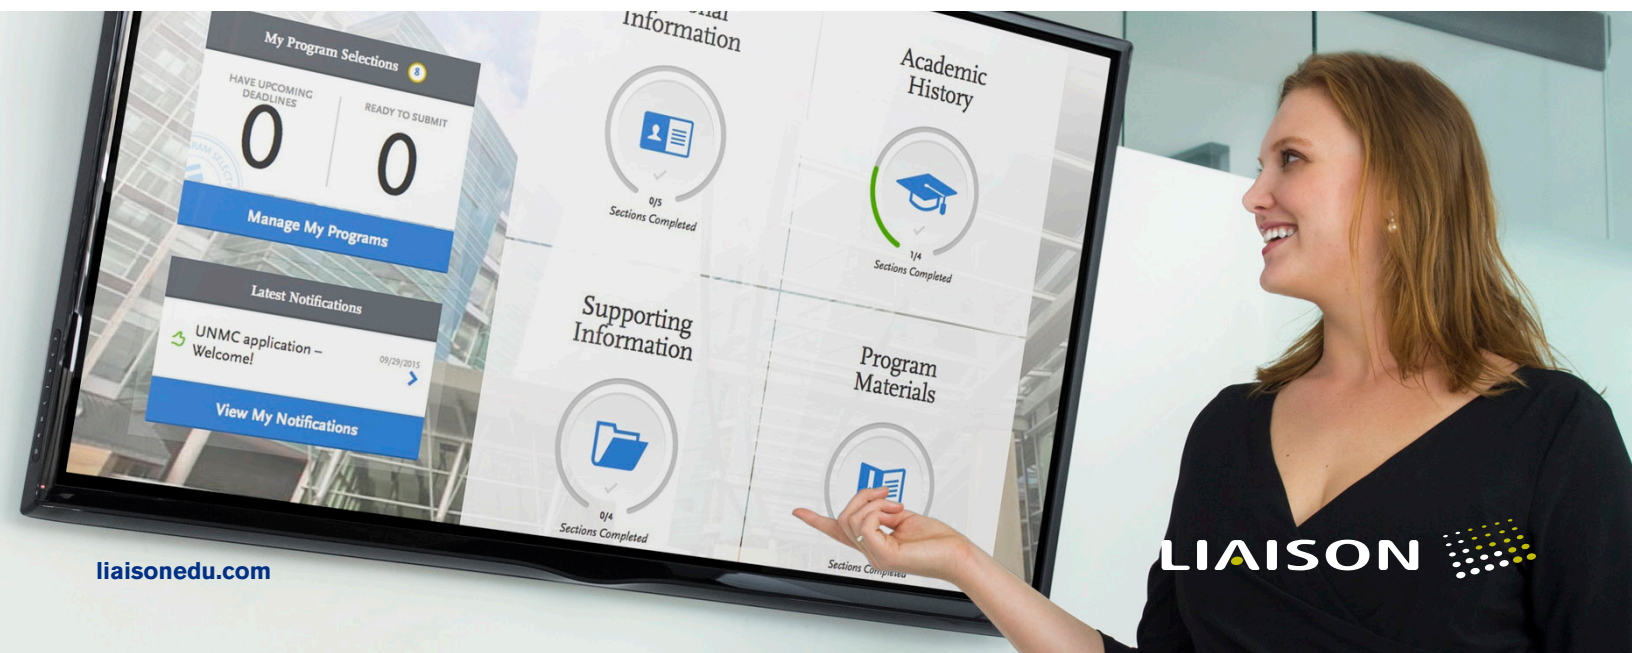 My Program Selections 8
HAVE UPCOMING
DEADLINES
0
READY TO SUBMIT
0
Manage My Programs
Latest Notifications
UNMC application –
Welcome!
09/29/2015
View My Notifications
Information
0/5
Sections Completed
Academic
History
1/4
Sections Completed
Supporting
Information
0/4
Sections Completed
Program
Materials
Sections Completed
liaisonedu.com
LIAISON